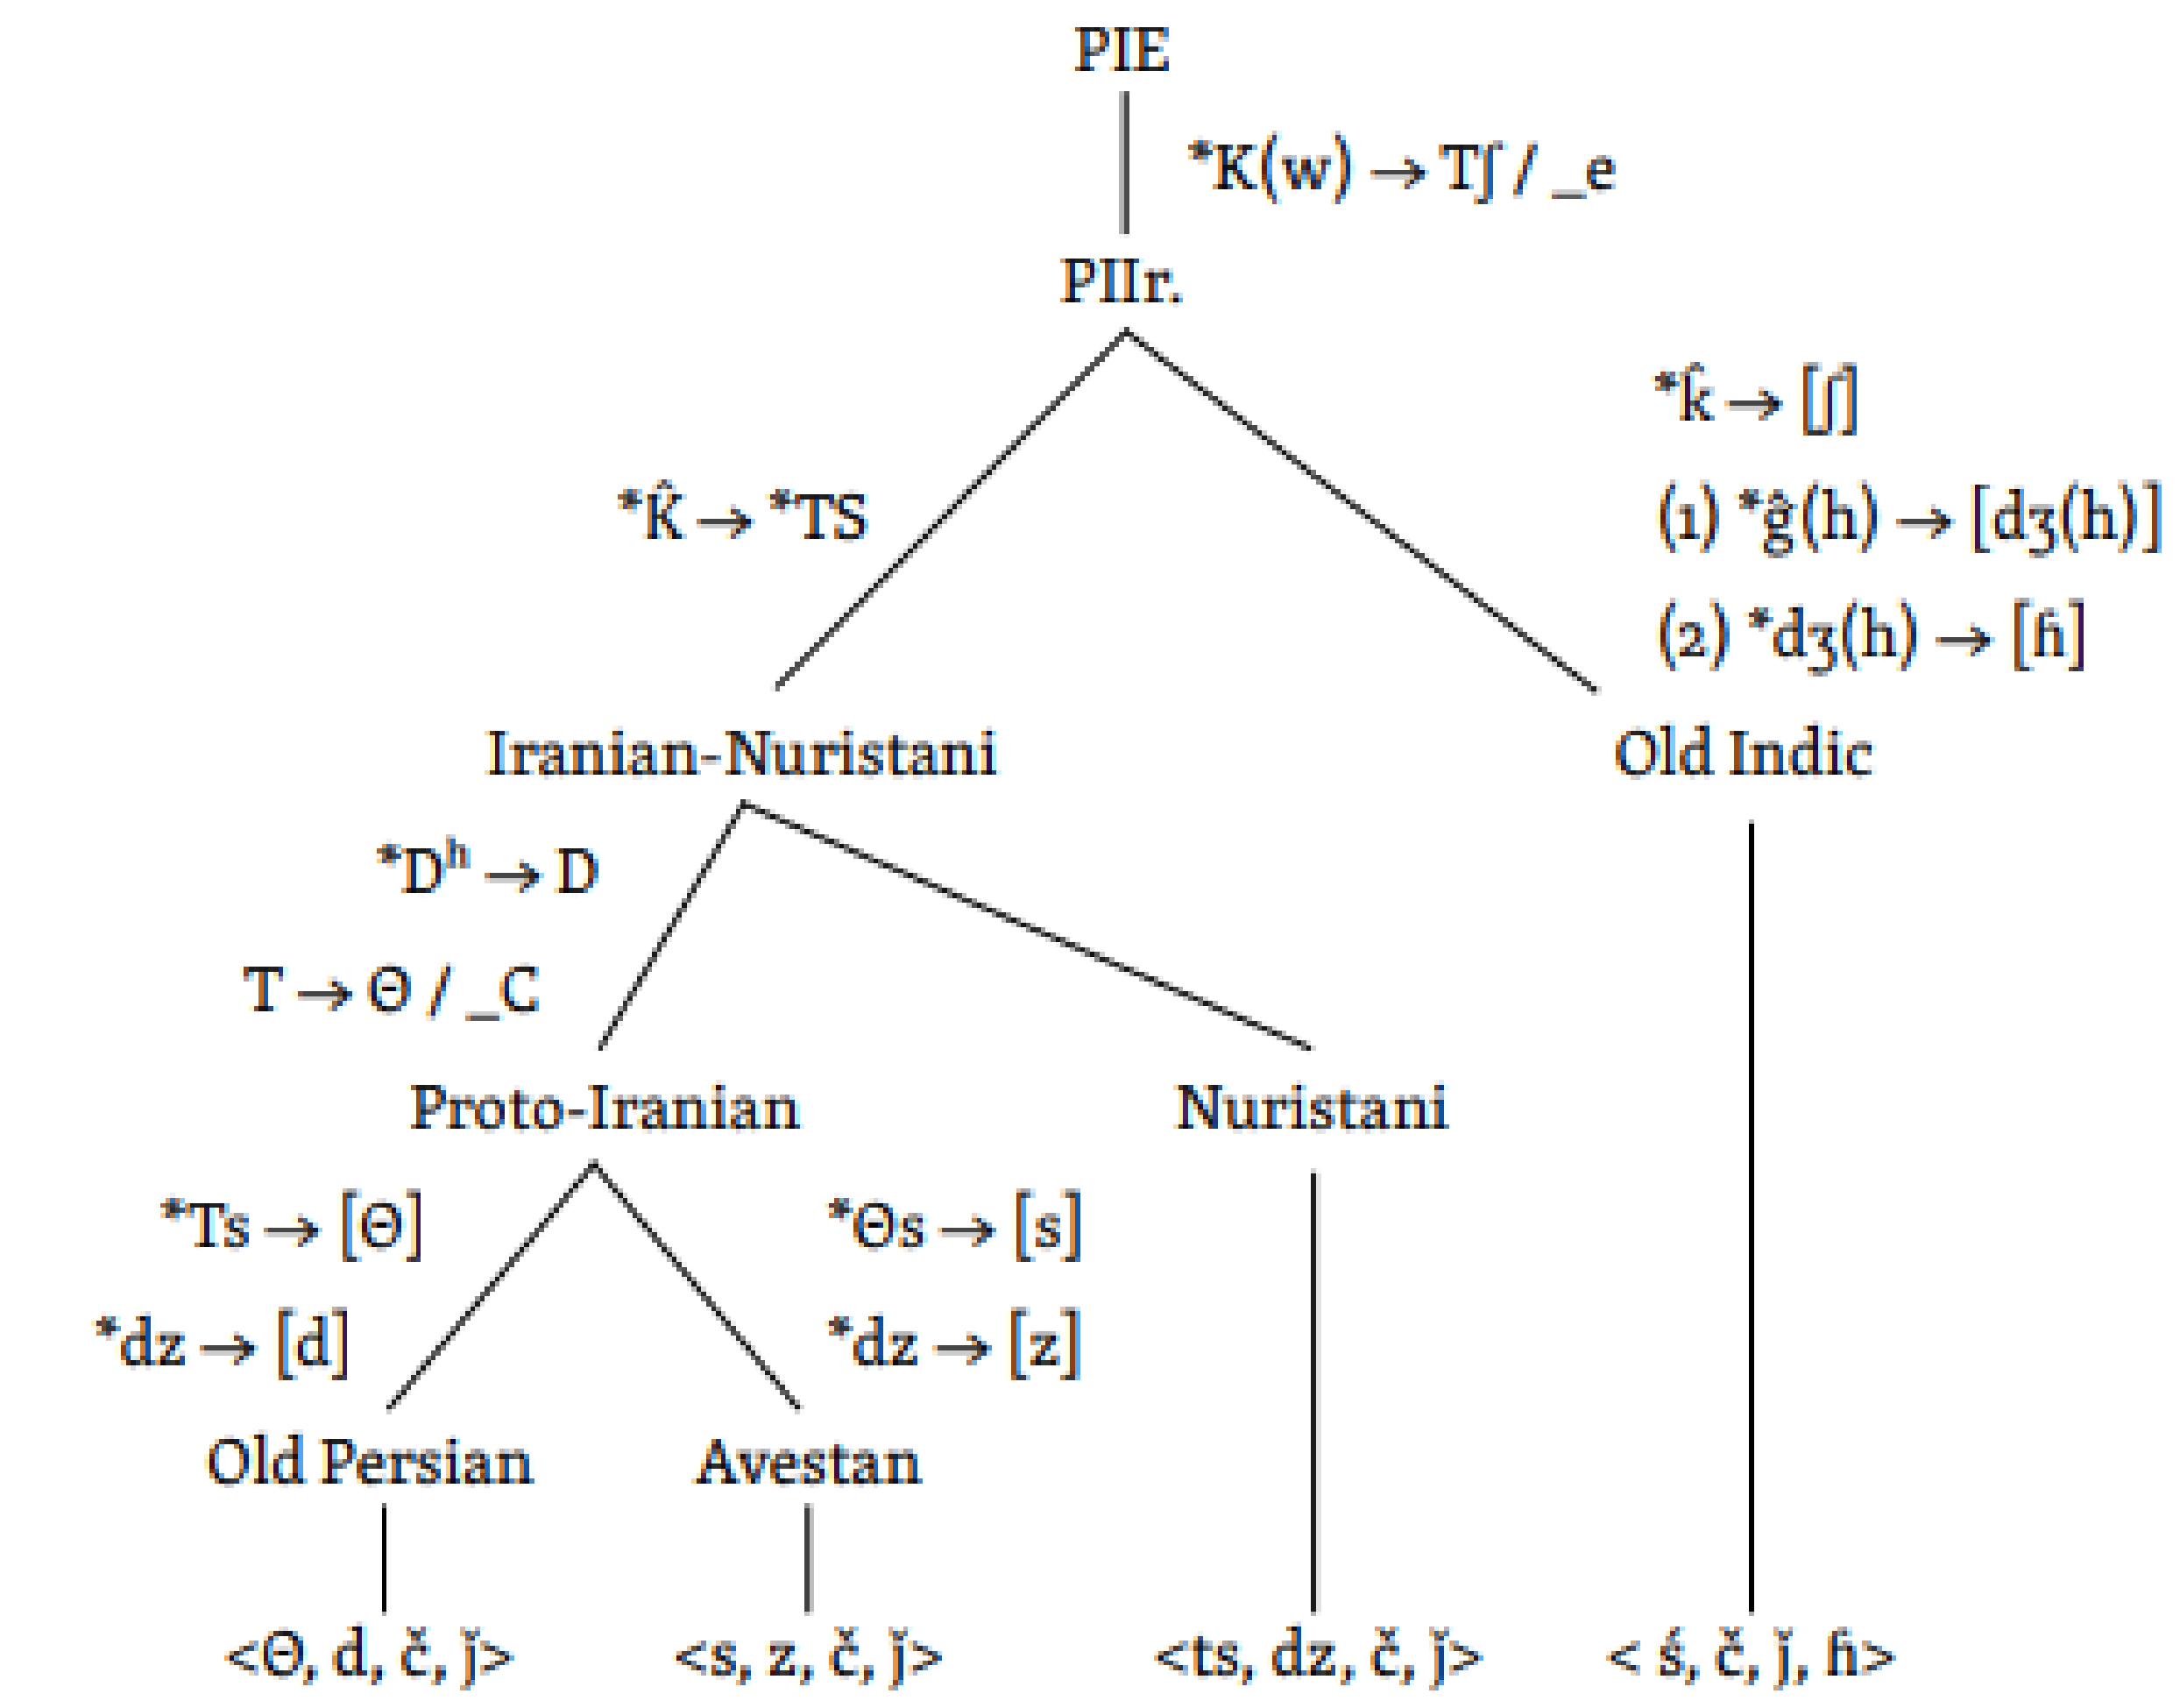 PIE
*K(w) → Tʃ / _e
PIIr.
*k̂ → [ʃ]
*K̂ → *TS
(1) *ĝ(h) → [dʒ(h)]
(2) *dʒ(h) → [ɦ]
Iranian-Nuristani
Old Indic
*Dʰ → D
T → Θ / _C
Proto-Iranian
Nuristani
*Ts → [Θ]
*Θs → [s]
*dz → [d]
*dz → [z]
Old Persian
Avestan
<Θ, d, č, ǰ>
<s, z, č, ǰ>
<ts, dz, č, ǰ>
< ś, č, ǰ, ɦ>